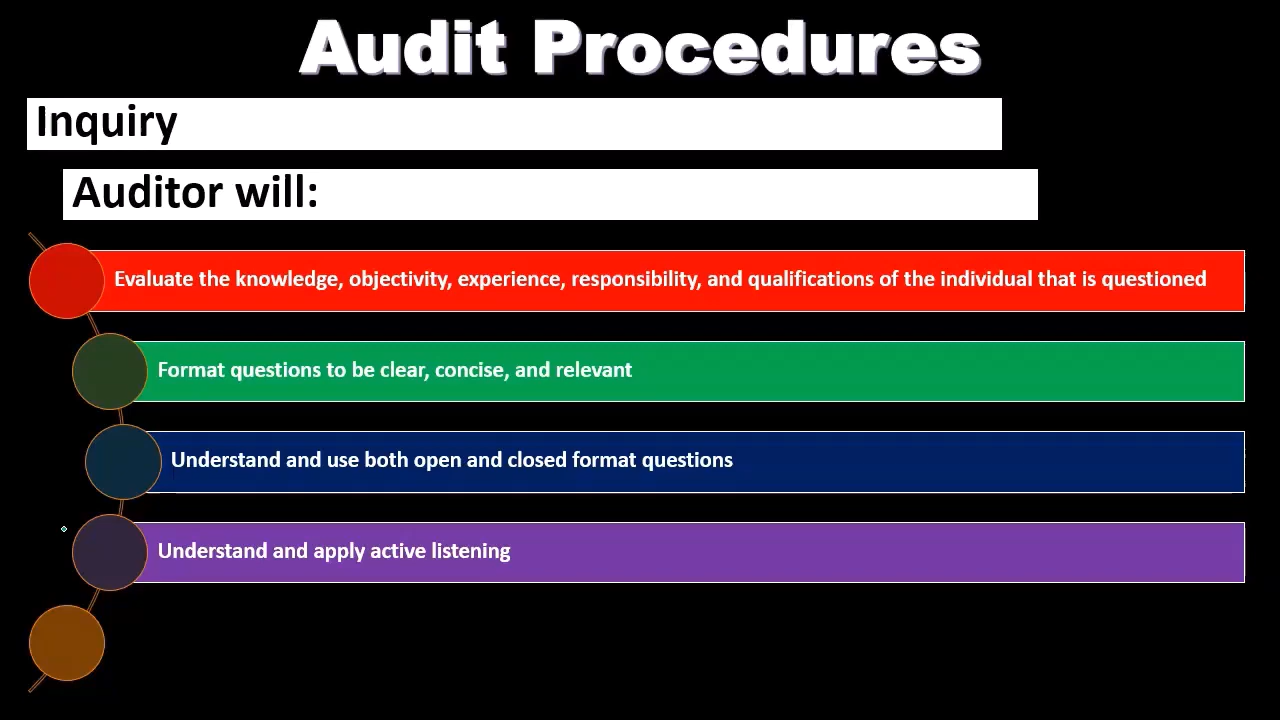 Audit Procedures
Inquiry
Auditor will:
Evaluate the knowledge, objectivity, experience, responsibility, and qualifications of the individual that is questioned
Format questions to be clear, concise, and relevant
Understand and use both open and closed format questions
Understand and apply active listening